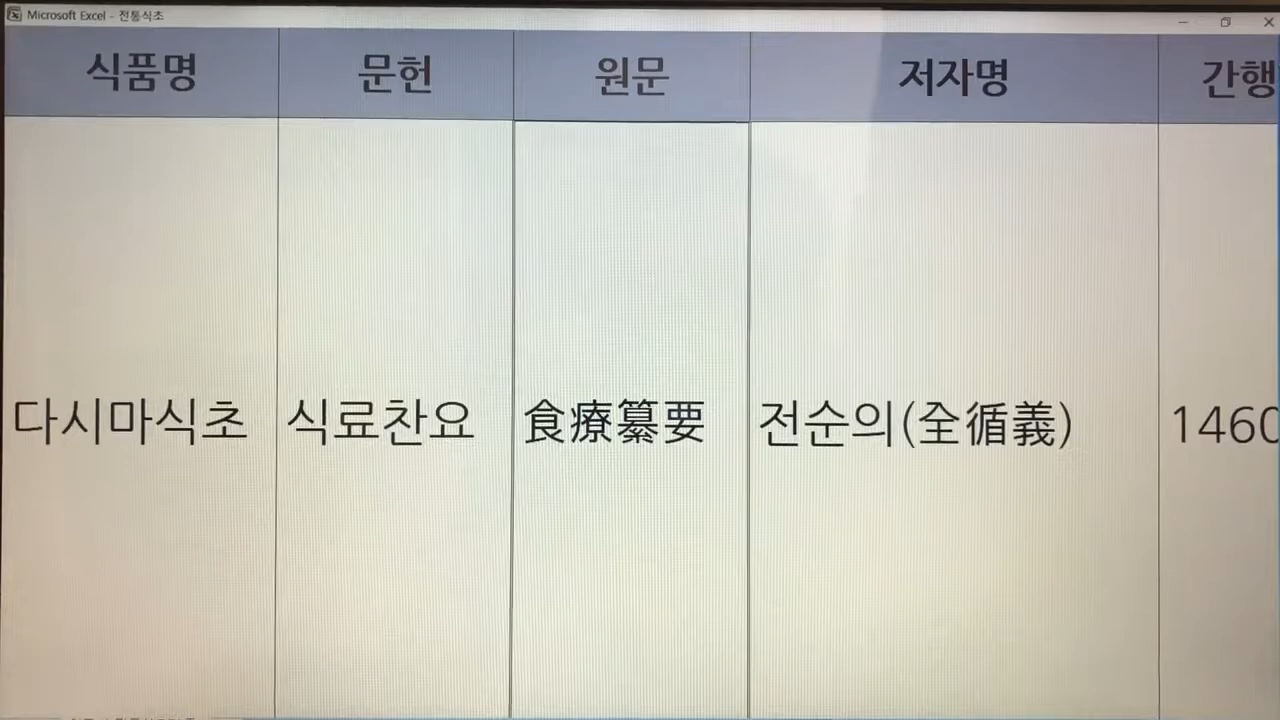 Microsoft Excel - 전통식초
식품명 문헌 원문 저자명 간행
다시마식초 식료찬요 食療纂要 전순의(全循義) 1460